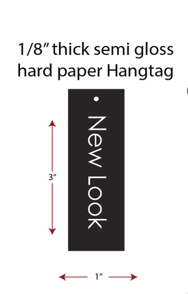 1/8" thick semi gloss
hard paper Hangtag
New Look
3"
1"